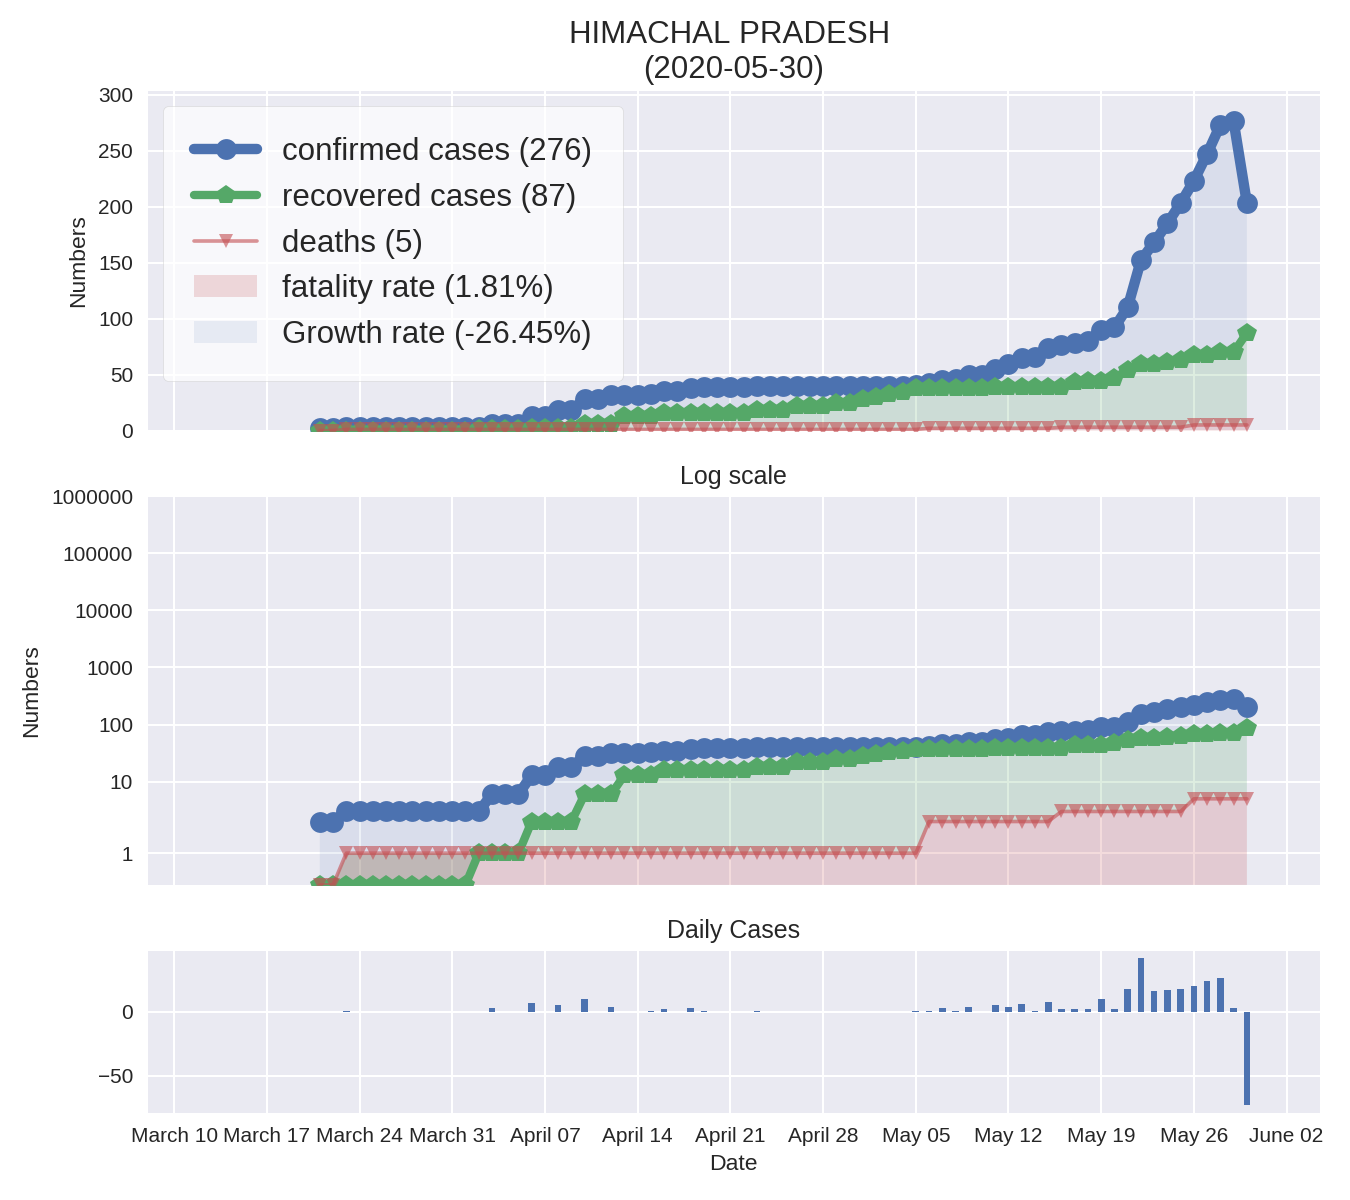 HIMACHAL PRADESH
(2020-05-30)
300
250
200
150
100
50
0
Numbers
confirmed cases (276)
recovered cases (87)
deaths (5)
fatality rate (1.81%)
Growth rate (-26.45%)
Log scale
1000000
100000
10000
1000
100
10
1
Numbers
Daily Cases
0
−50
March 10 March 17 March 24 March 31 April 07 April 14 April 21 April 28 May 05 May 12 May 19 May 26 June 02
Date